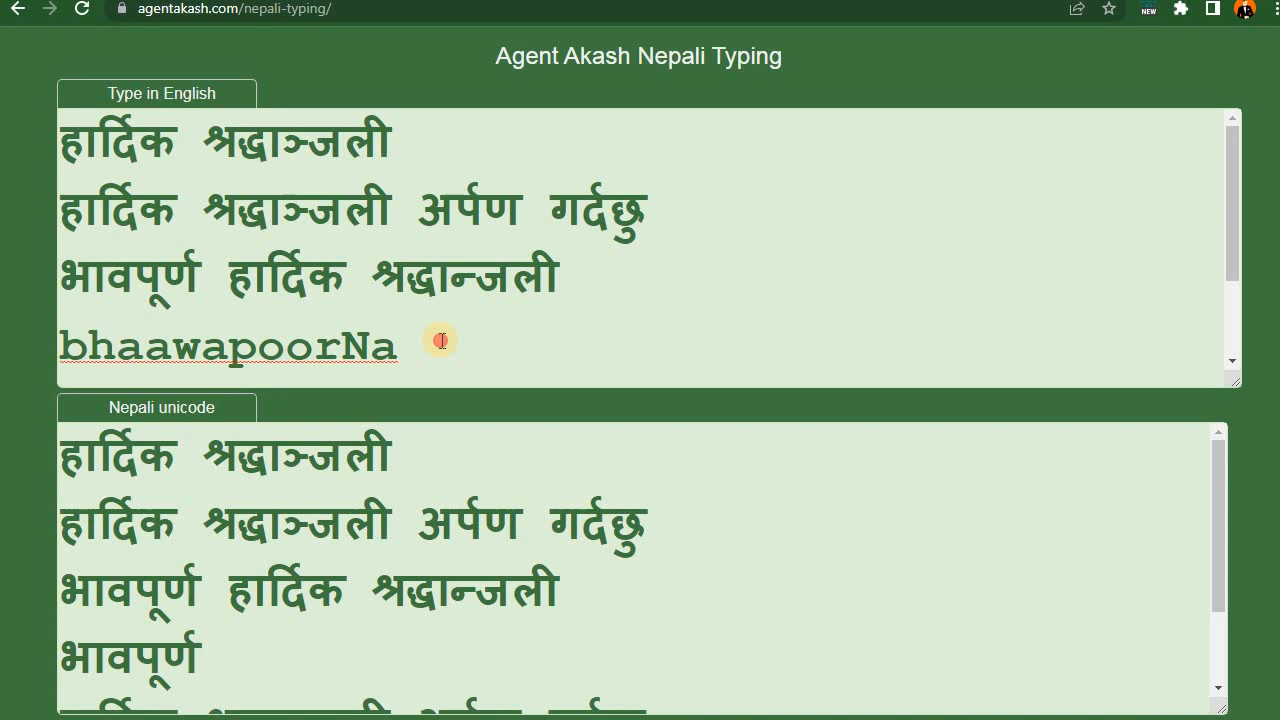 agentakash.com/nepali-typing/
NEW
Agent Akash Nepali Typing
Type in English
हार्दिक श्रद्धाञ्जली
हार्दिक श्रद्धाञ्जली अर्पण गर्दछु
भावपूर्ण हार्दिक श्रद्धान्जली
bhaawapoorNa
Nepali unicode
हार्दिक श्रद्धाञ्जली
हार्दिक श्रद्धाञ्जली अर्पण गर्दछु
भावपूर्ण हार्दिक श्रद्धान्जली
भावपूर्ण